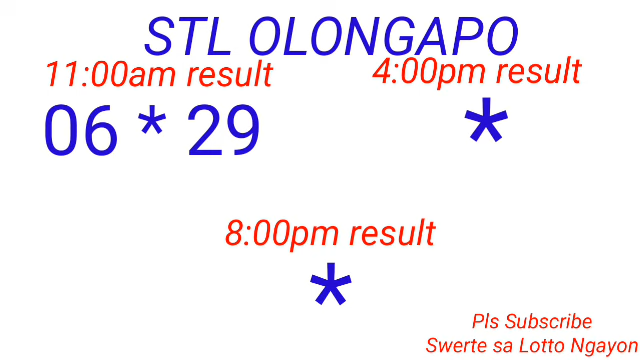 STL OLONGAPO
11:00am result
4:00pm result
06 * 29
*
8:00pm result
*
Pls Subscribe
Swerte sa Lotto Ngayon